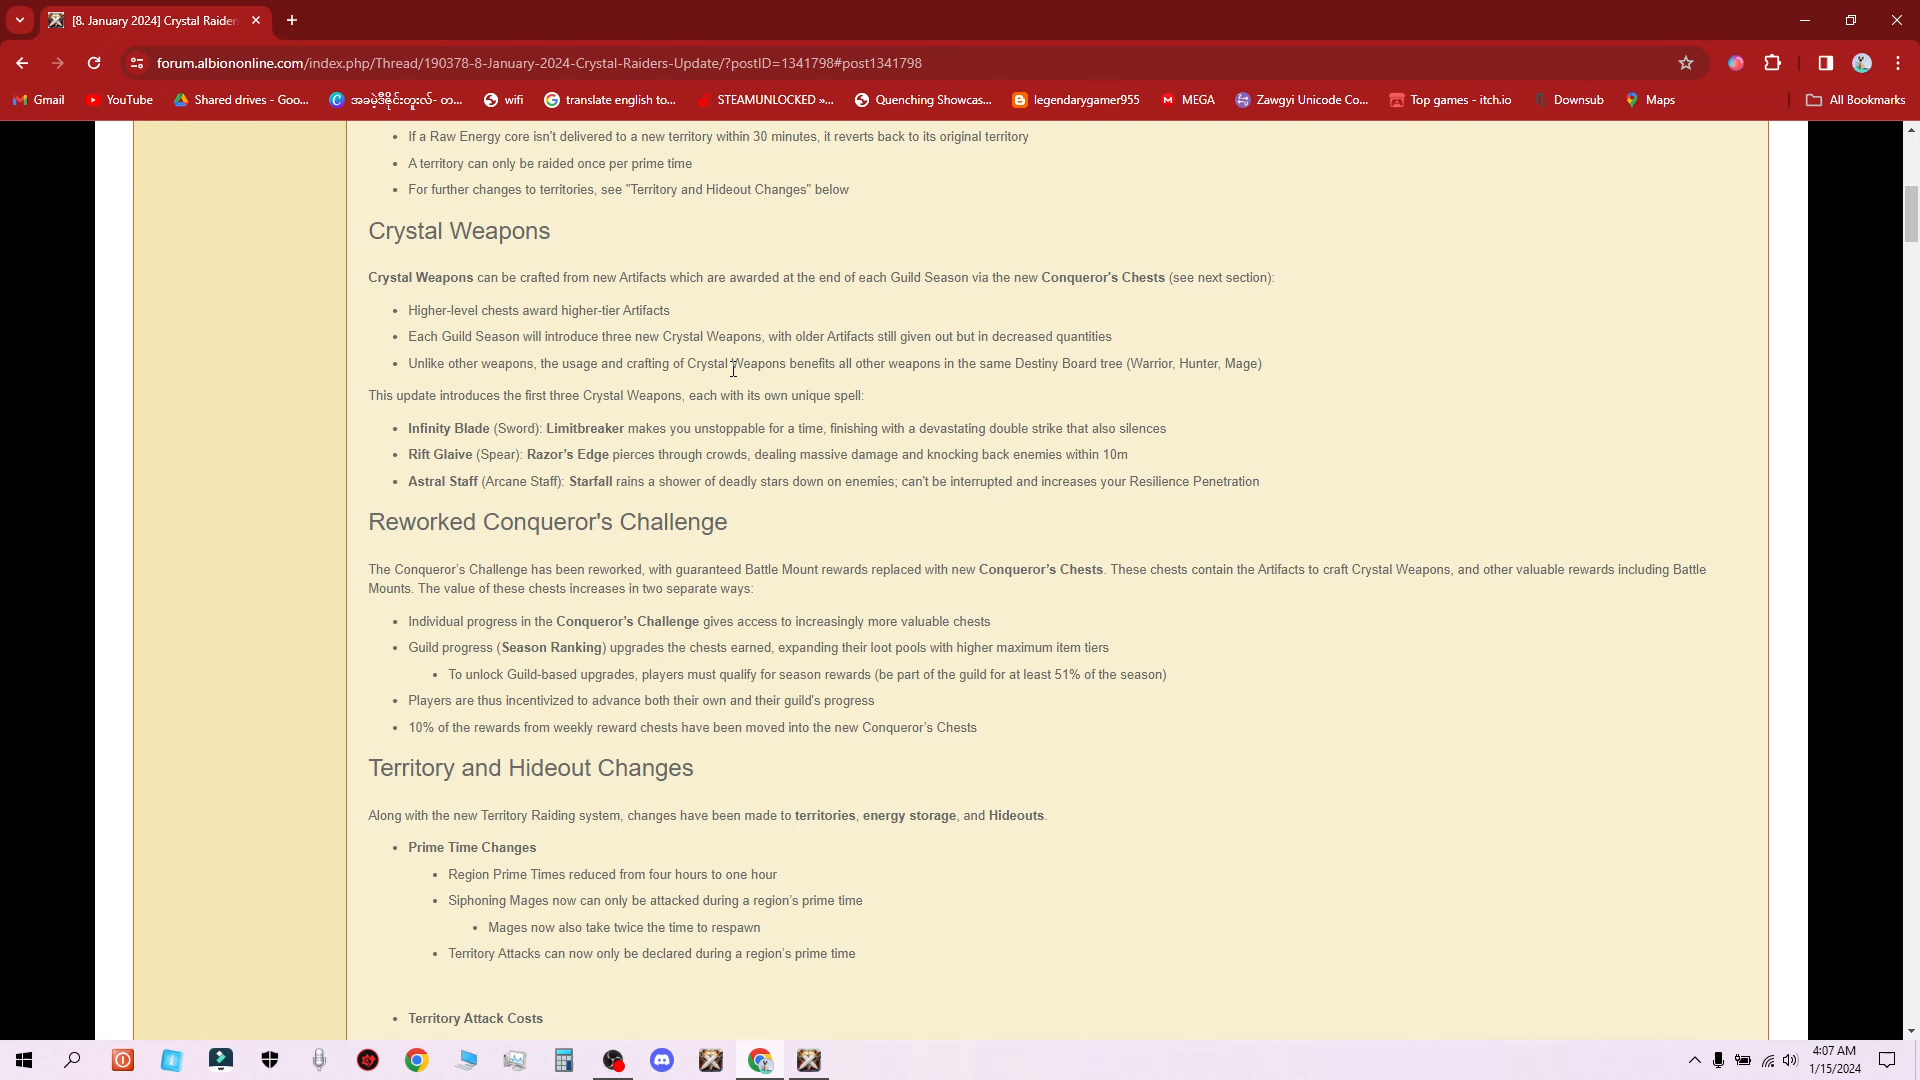 [8. January 2024] Crystal Raider
forum.albiononline.com/index.php/Thread/190378-8-January-2024-Crystal-Raiders-Update/?postID=1341798#post1341798
Gmail YouTube Shared drives - Goo... wifi translate english to... STEAMUNLOCKED »... Quenching Showcas... legendarygamer955 MEGA Zawgyi Unicode Co... Top games - itch.io Downsub Maps All Bookmarks
• If a Raw Energy core isn't delivered to a new territory within 30 minutes, it reverts back to its original territory
• A territory can only be raided once per prime time
• For further changes to territories, see "Territory and Hideout Changes" below
Crystal Weapons
Crystal Weapons can be crafted from new Artifacts which are awarded at the end of each Guild Season via the new Conqueror's Chests (see next section):
• Higher-level chests award higher-tier Artifacts
• Each Guild Season will introduce three new Crystal Weapons, with older Artifacts still given out but in decreased quantities
• Unlike other weapons, the usage and crafting of Crystal Weapons benefits all other weapons in the same Destiny Board tree (Warrior, Hunter, Mage)
This update introduces the first three Crystal Weapons, each with its own unique spell:
• Infinity Blade (Sword): Limitbreaker makes you unstoppable for a time, finishing with a devastating double strike that also silences
• Rift Glaive (Spear): Razor's Edge pierces through crowds, dealing massive damage and knocking back enemies within 10m
• Astral Staff (Arcane Staff): Starfall rains a shower of deadly stars down on enemies; can't be interrupted and increases your Resilience Penetration
Reworked Conqueror's Challenge
The Conqueror's Challenge has been reworked, with guaranteed Battle Mount rewards replaced with new Conqueror's Chests. These chests contain the Artifacts to craft Crystal Weapons, and other valuable rewards including Battle
Mounts. The value of these chests increases in two separate ways:
• Individual progress in the Conqueror's Challenge gives access to increasingly more valuable chests
• Guild progress (Season Ranking) upgrades the chests earned, expanding their loot pools with higher maximum item tiers
• To unlock Guild-based upgrades, players must qualify for season rewards (be part of the guild for at least 51% of the season)
• Players are thus incentivized to advance both their own and their guild's progress
• 10% of the rewards from weekly reward chests have been moved into the new Conqueror's Chests
Territory and Hideout Changes
Along with the new Territory Raiding system, changes have been made to territories, energy storage, and Hideouts.
• Prime Time Changes
• Region Prime Times reduced from four hours to one hour
• Siphoning Mages now can only be attacked during a region's prime time
• Mages now also take twice the time to respawn
• Territory Attacks can now only be declared during a region's prime time
• Territory Attack Costs
4:07 AM
1/15/2024